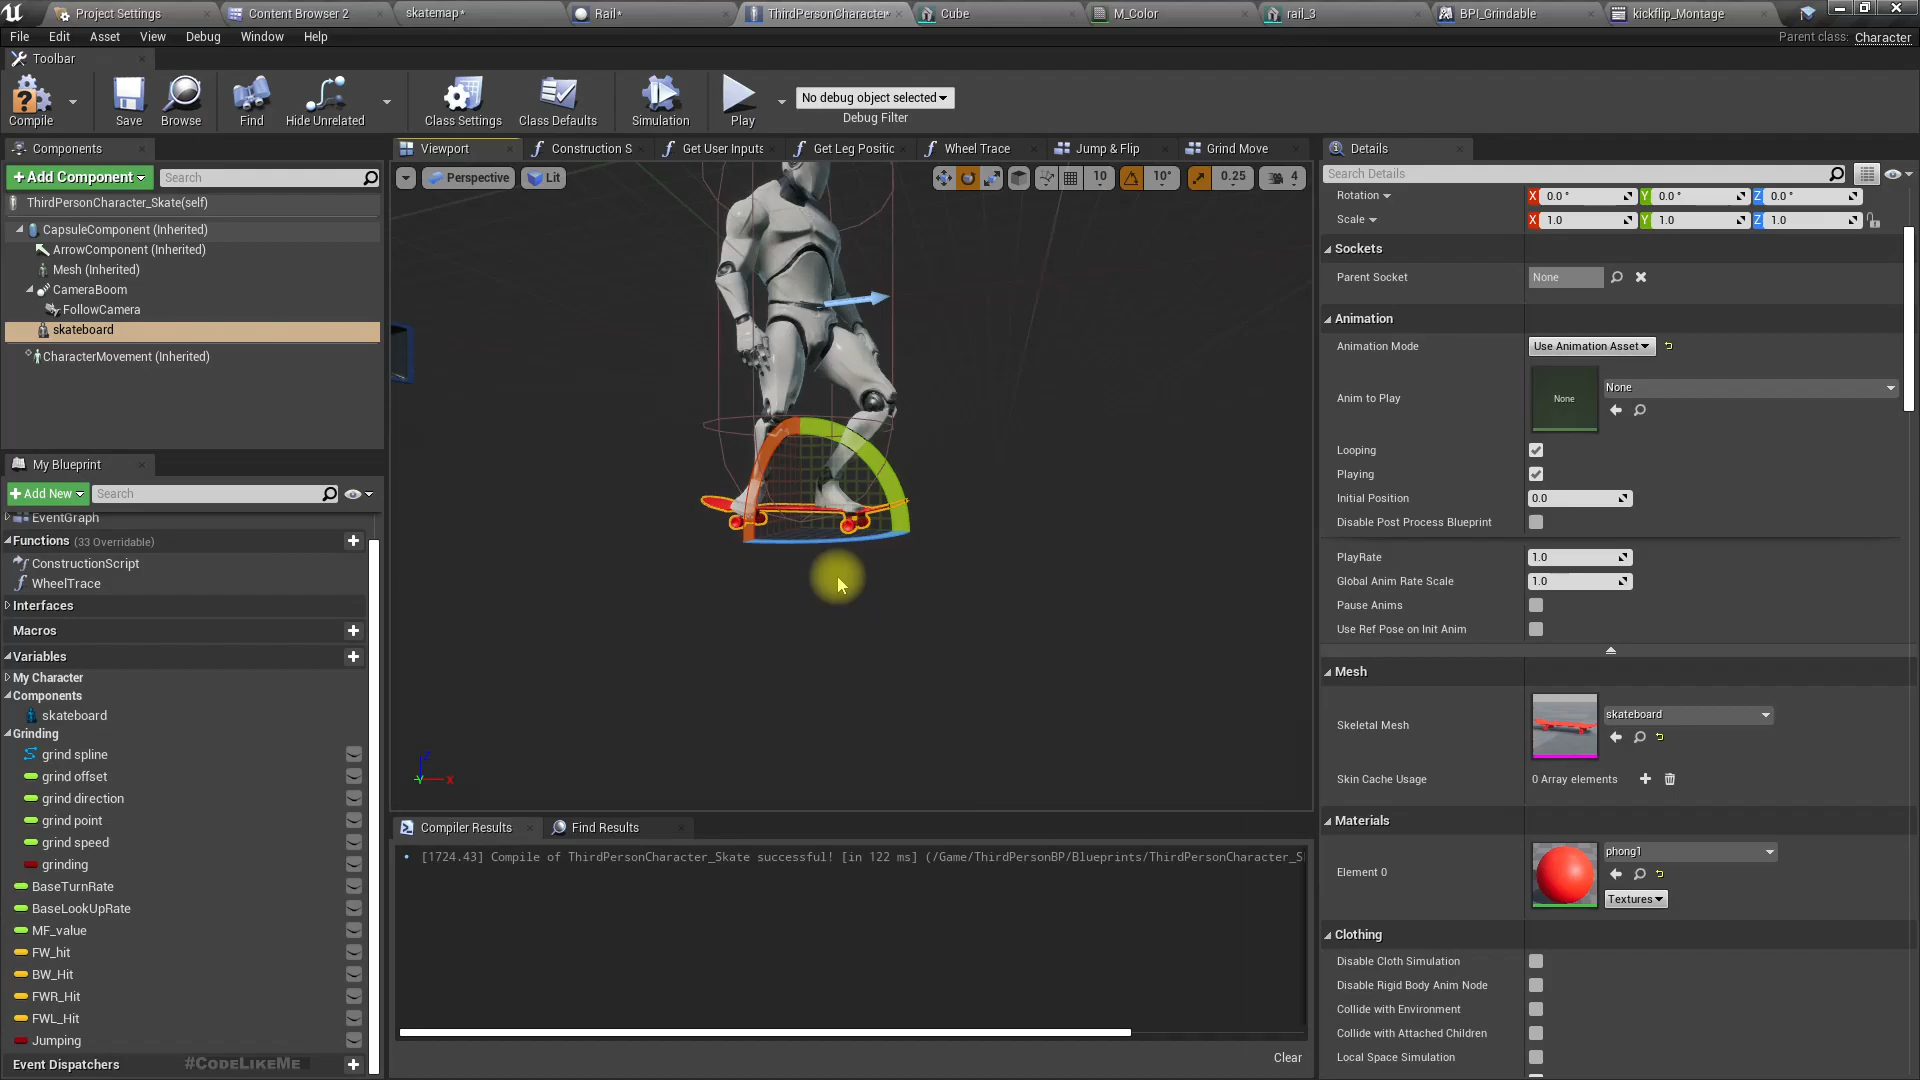 Project Settings
Content Browser 2
skatemap*
Rail*
ThirdPersonCharacter*
Cube
M_Color
rail_3
BPI_Grindable
kickflip_Montage
File Edit Asset View Debug Window Help
Parent class: Character
Toolbar
Compile
Save
Browse
Find
Hide Unrelated
Class Settings
Class Defaults
Simulation
Play
No debug object selected
Debug Filter
Components
+Add Component
Search
ThirdPersonCharacter_Skate(self)
CapsuleComponent (Inherited)
ArrowComponent (Inherited)
Mesh (Inherited)
CameraBoom
FollowCamera
skateboard
CharacterMovement (Inherited)
My Blueprint
+Add New
Search
EventGraph
Functions (33 Overridable)
ConstructionScript
WheelTrace
Interfaces
Macros
Variables
My Character
Components
skateboard
Grinding
grind spline
grind offset
grind direction
grind point
grind speed
grinding
BaseTurnRate
BaseLookUpRate
MF_value
FW_hit
BW_Hit
FWR_Hit
FWL_Hit
Jumping
Event Dispatchers
#CodeLikeMe
Viewport
Construction S
Get User Inputs
Get Leg Positic
Wheel Trace
Jump & Flip
Grind Move
Perspective
Lit
10
10°
0.25
4
Z
Y
X
Compiler Results
Find Results
[1724.43] Compile of ThirdPersonCharacter_Skate successful! [in 122 ms] (/Game/ThirdPersonBP/Blueprints/ThirdPersonCharacter_S
Clear
Details
Search Details
Rotation X 0.0 ° Y 0.0 ° Z 0.0 °
Scale X 1.0 Y 1.0 Z 1.0
Sockets
Parent Socket None
Animation
Animation Mode Use Animation Asset
Anim to Play None None
Looping
Playing
Initial Position 0.0
Disable Post Process Blueprint
PlayRate 1.0
Global Anim Rate Scale 1.0
Pause Anims
Use Ref Pose on Init Anim
Mesh
Skeletal Mesh skateboard
Skin Cache Usage 0 Array elements
Materials
Element 0 phong1
Textures
Clothing
Disable Cloth Simulation
Disable Rigid Body Anim Node
Collide with Environment
Collide with Attached Children
Local Space Simulation